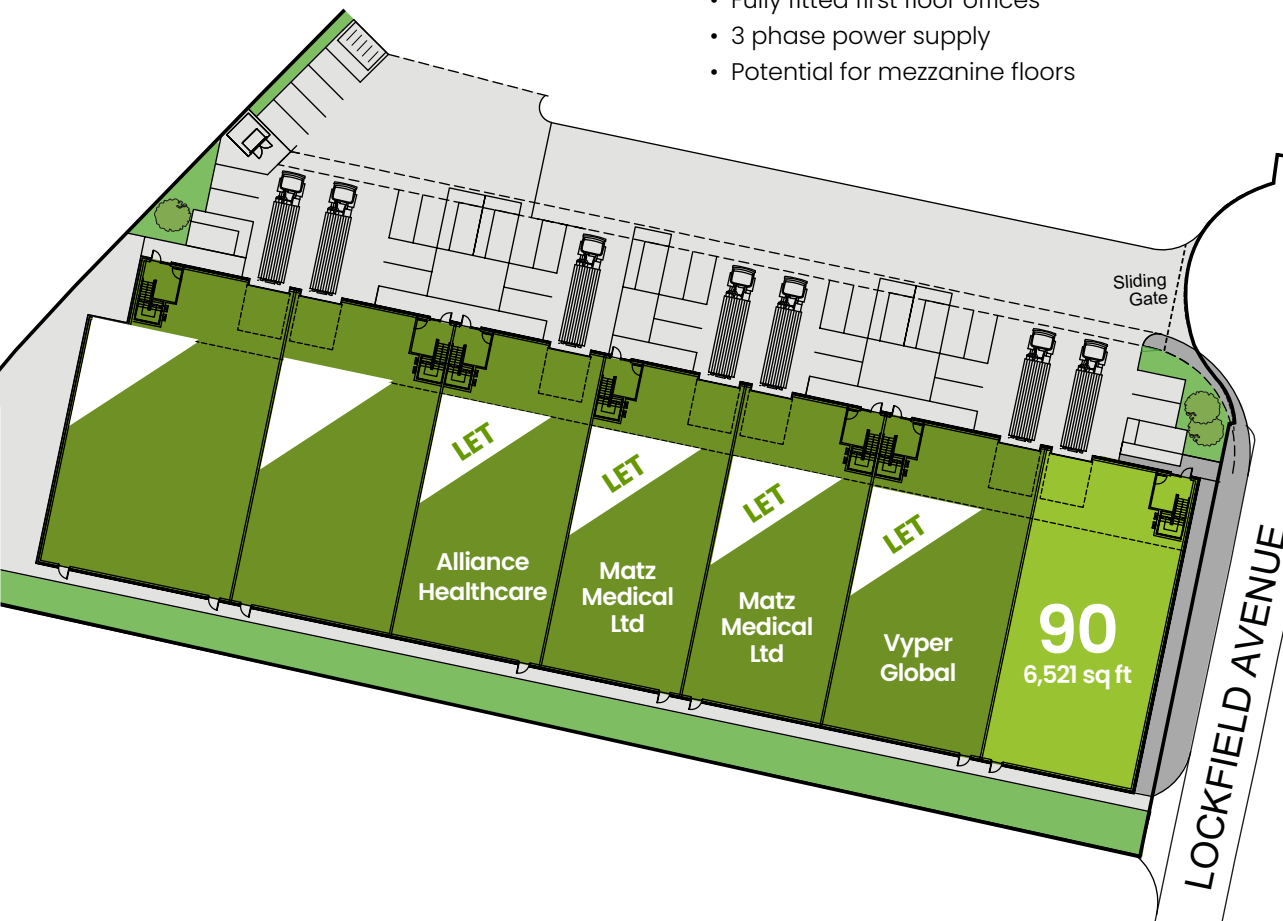 • Fully fitted first floor offices
• 3 phase power supply
• Potential for mezzanine floors
Sliding
Gate
LET
LET
LET
LET
Alliance
Healthcare
Matz
Medical
Ltd
Matz
Medical
Ltd
Vyper
Global
90
6,521 sq ft
LOCKFIELD AVENUE